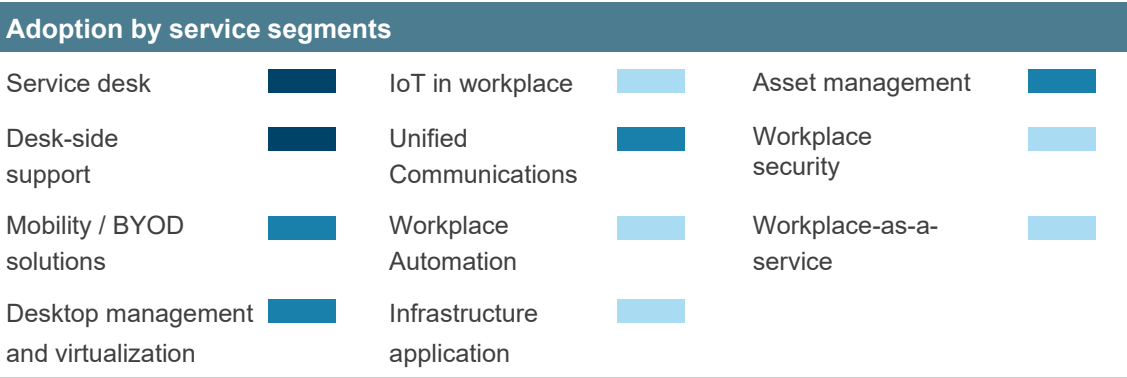 Adoption by service segments
Service desk
IoT in workplace
Asset management
Desk-side
support
Unified
Communications
Workplace
security
Mobility / BYOD
solutions
Workplace
Automation
Workplace-as-a-
service
Desktop management
and virtualization
Infrastructure
application